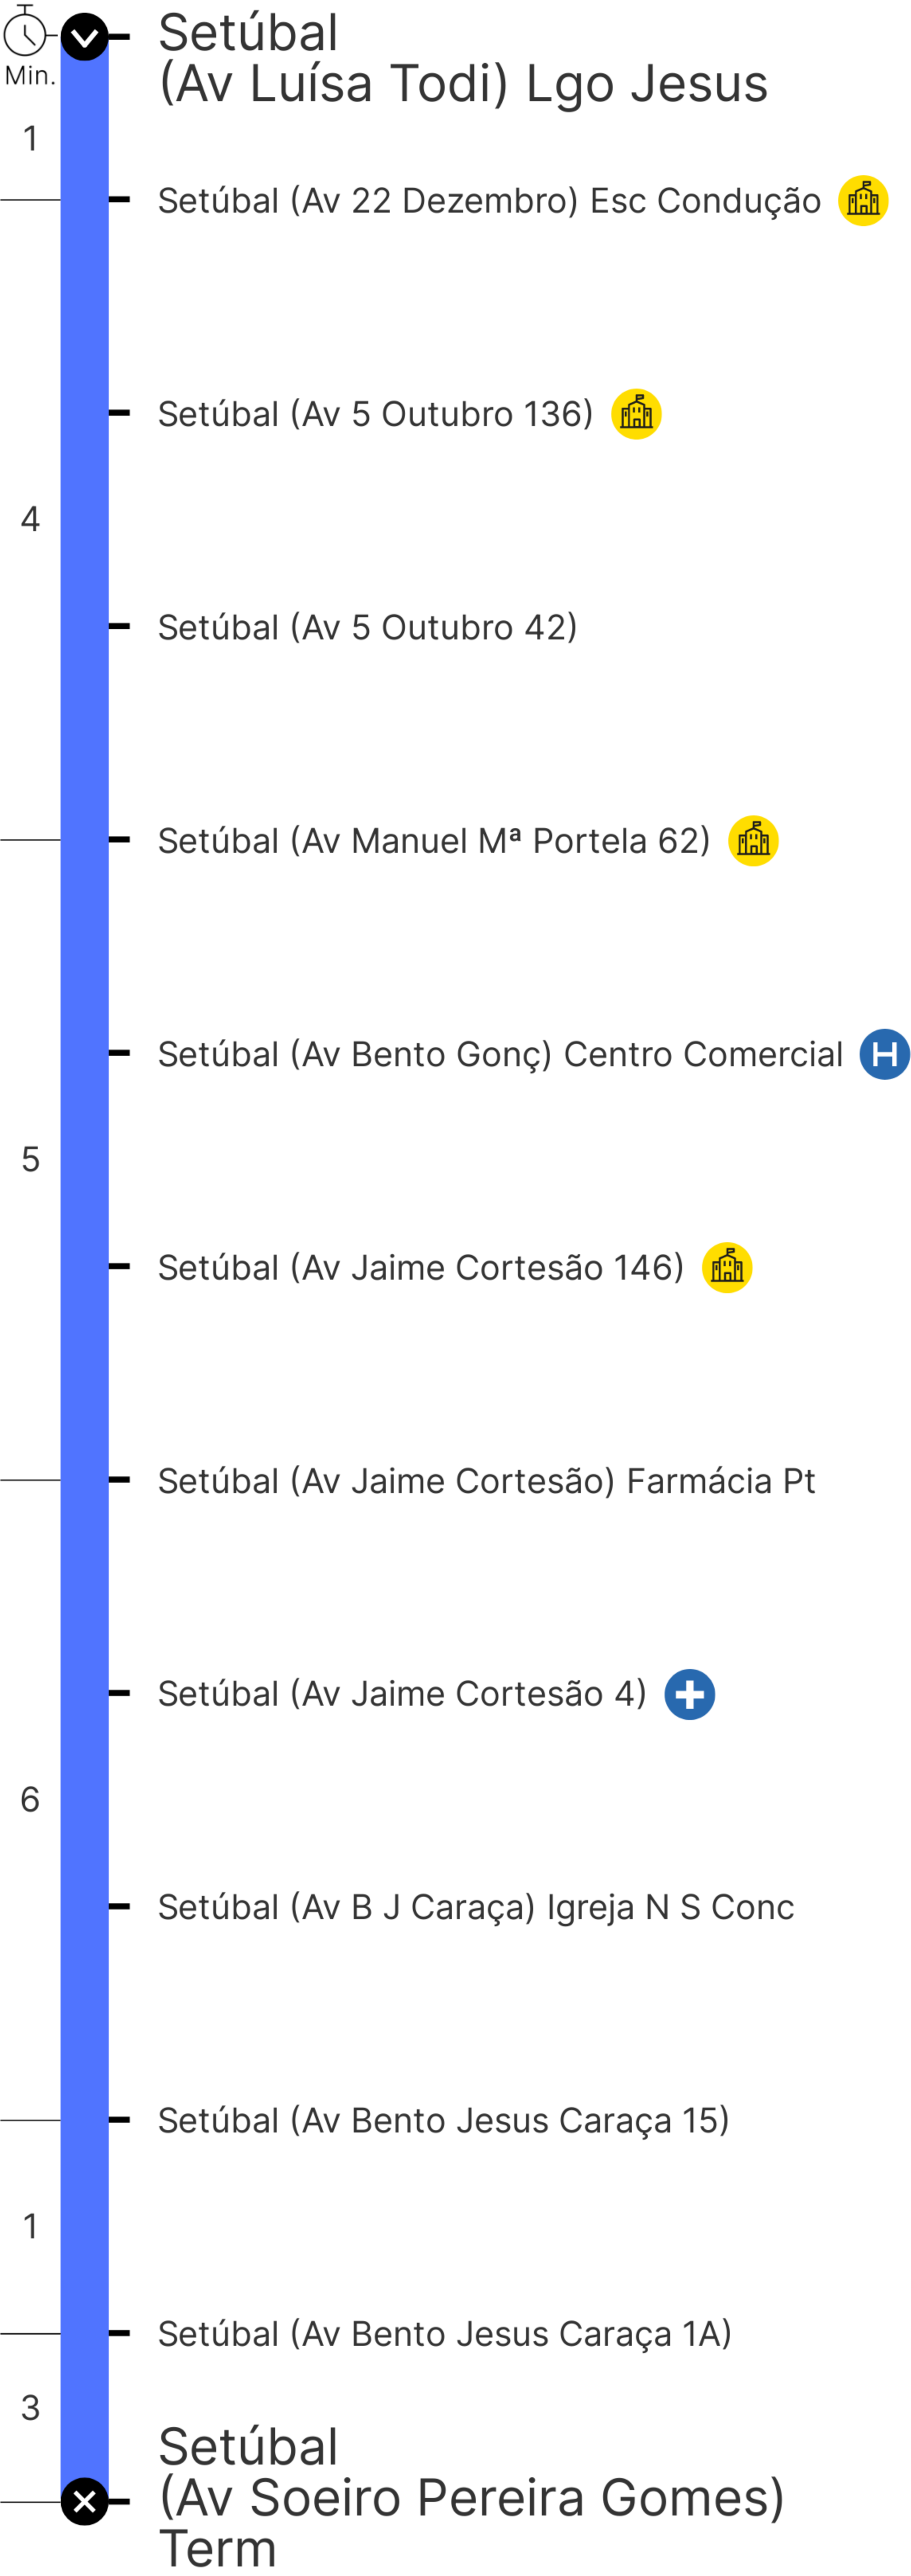 Setúbal
(Av Luísa Todi) Lgo Jesus
Min.
1
Setúbal (Av 22 Dezembro) Esc Condução
Setúbal (Av 5 Outubro 136)
4
Setúbal (Av 5 Outubro 42)
Setúbal (Av Manuel Mª Portela 62)
Setúbal (Av Bento Gonç) Centro Comercial H
5
Setúbal (Av Jaime Cortesão 146)
Setúbal (Av Jaime Cortesão) Farmácia Pt
Setúbal (Av Jaime Cortesão 4)
6
Setúbal (Av B J Caraça) Igreja N S Conc
Setúbal (Av Bento Jesus Caraça 15)
1
Setúbal (Av Bento Jesus Caraça 1A)
3
Setúbal
(Av Soeiro Pereira Gomes)
Term